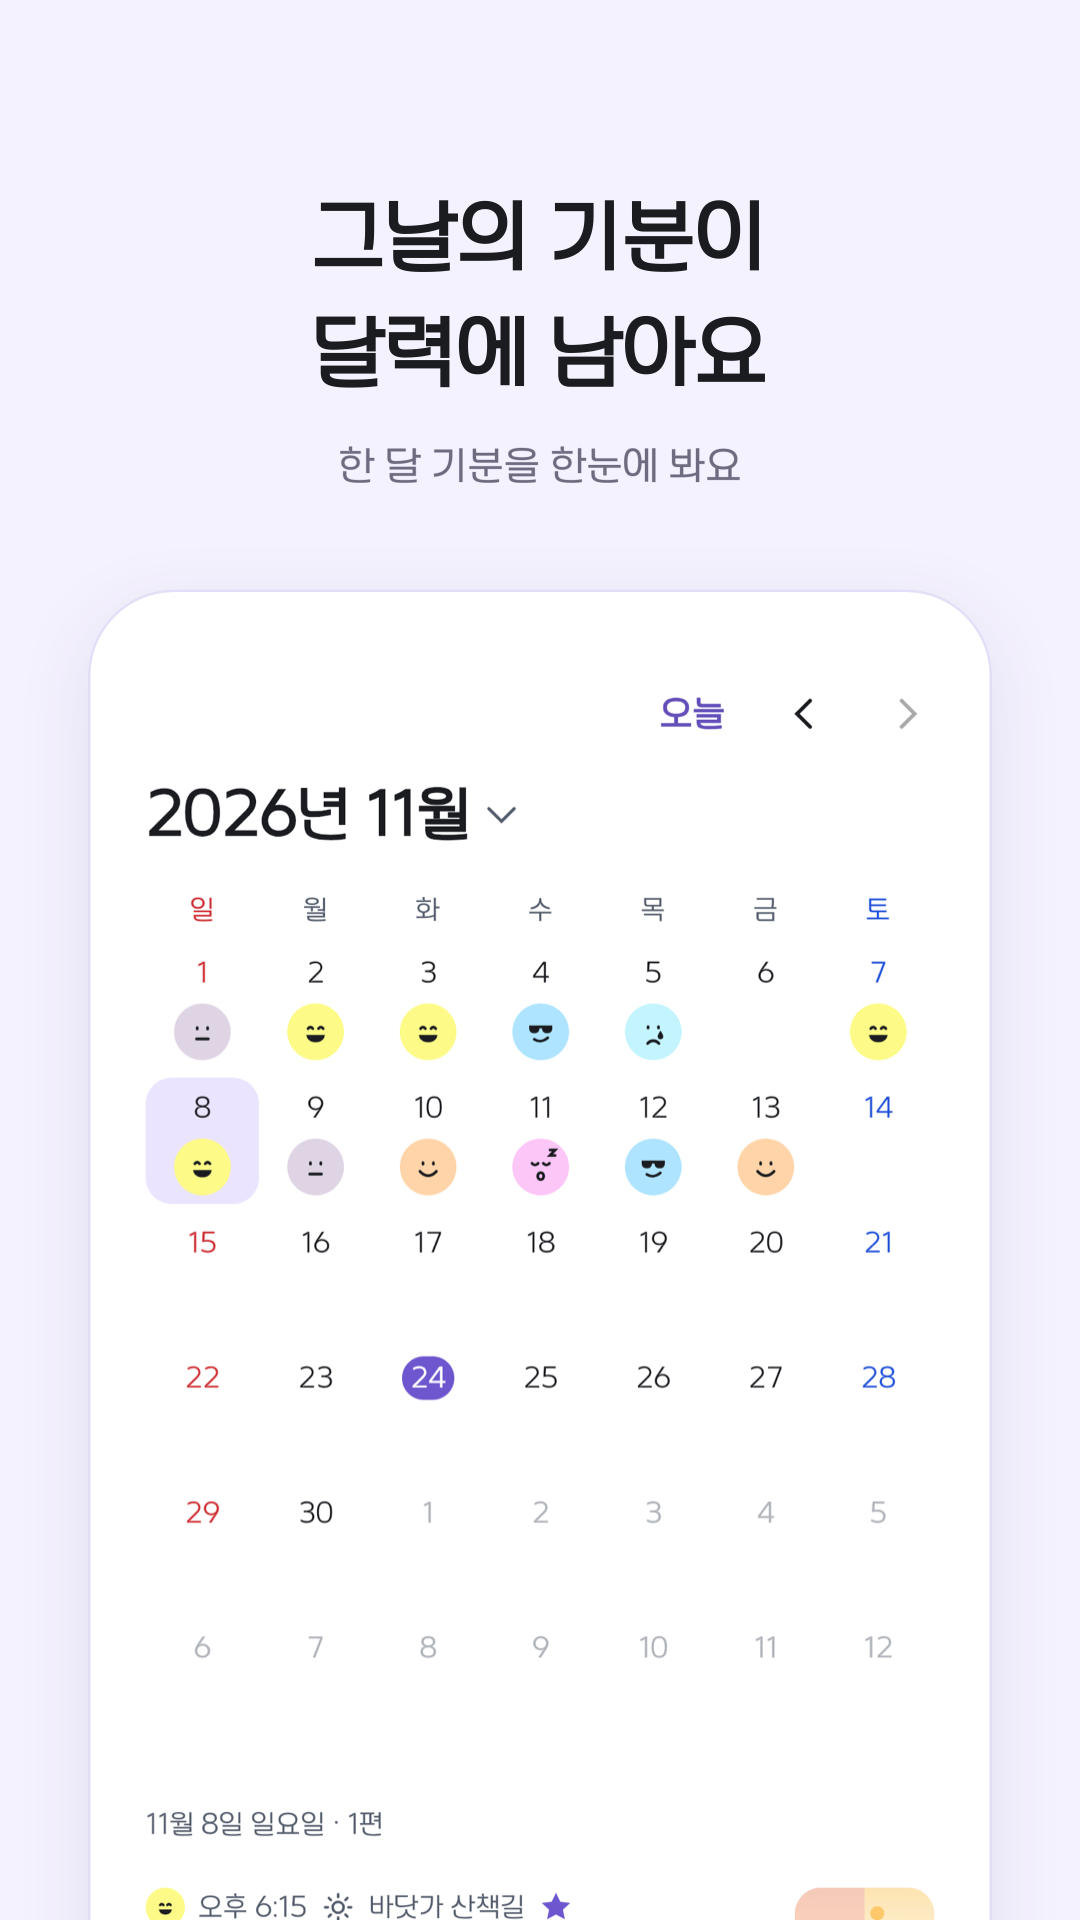 그날의 기분이
달력에 남아요
한 달 기분을 한눈에 봐요
오늘
2026년 11월
일 월 화 수 목 금 토
1 2 3 4 5 6 7
8 9 10 11 12 13 14
15 16 17 18 19 20 21
22 23 24 25 26 27 28
29 30 1 2 3 4 5
6 7 8 9 10 11 12
11월 8일 일요일 · 1편
오후 6:15 바닷가 산책길